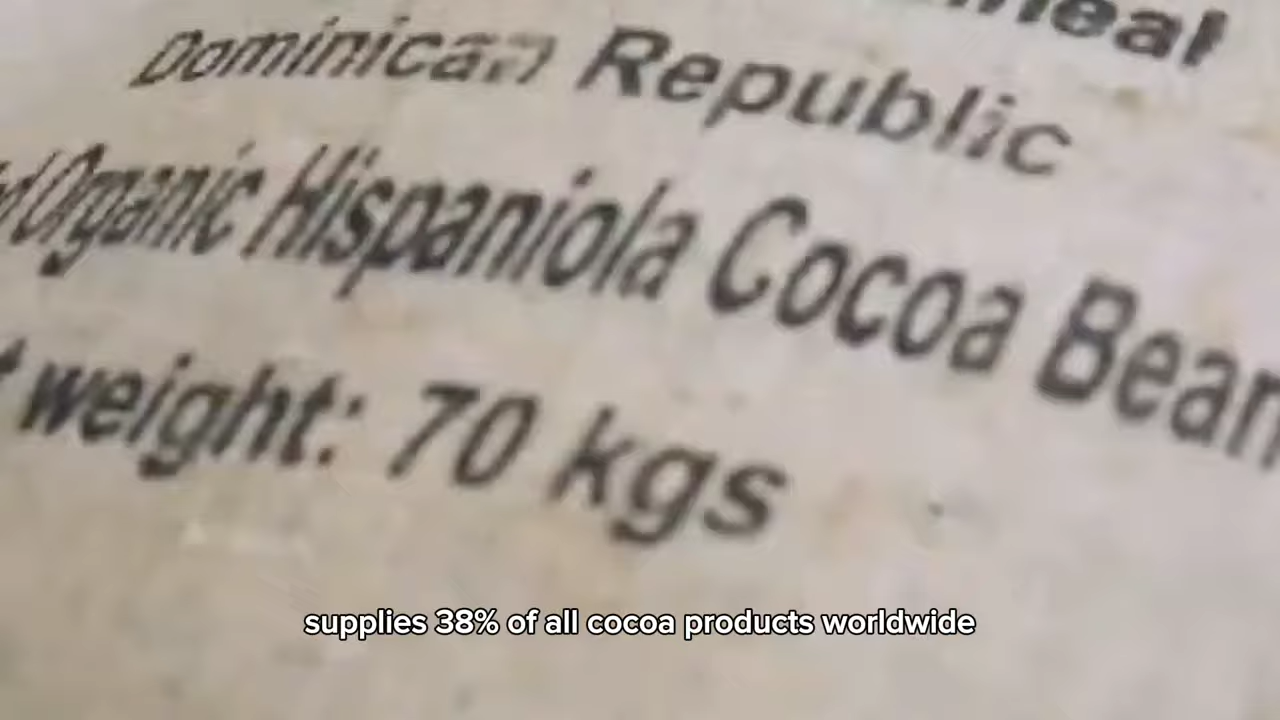 Dominican Republic
Organic Hispaniola Cocoa Bean
weight: 70 kgs
supplies 38% of all cocoa products worldwide